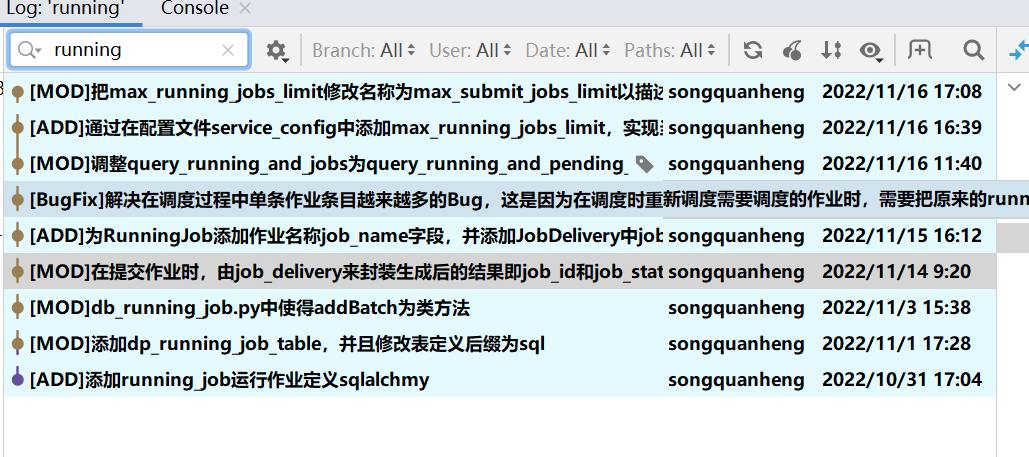 Log: 'running' Console
running Branch: All User: All Date: All Paths: All
[MOD]把max_running_jobs_limit修改名称为max_submit_jobs_limit以描述 songquanheng 2022/11/16 17:08
[ADD]通过在配置文件service_config中添加max_running_jobs_limit，实现 songquanheng 2022/11/16 16:39
[MOD]调整query_running_and_jobs为query_running_and_pending_ songquanheng 2022/11/16 11:40
[BugFix]解决在调度过程中单条作业条目越来越多的Bug，这是因为在调度时重新调度需要调度的作业时，需要把原来的runn
[ADD]为RunningJob添加作业名称job_name字段，并添加JobDelivery中job songquanheng 2022/11/15 16:12
[MOD]在提交作业时，由job_delivery来封装生成后的结果即job_id和job_stat songquanheng 2022/11/14 9:20
[MOD]db_running_job.py中使得addBatch为类方法 songquanheng 2022/11/3 15:38
[MOD]添加dp_running_job_table，并且修改表定义后缀为sql songquanheng 2022/11/1 17:28
[ADD]添加running_job运行作业定义sqlalchmy songquanheng 2022/10/31 17:04